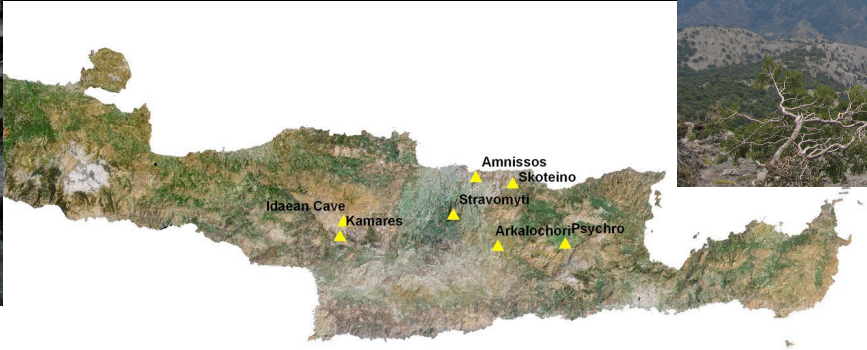 Amnissos
Skoteino
Stravomyti
Idaean Cave
Kamares
Arkalochori
Psychro